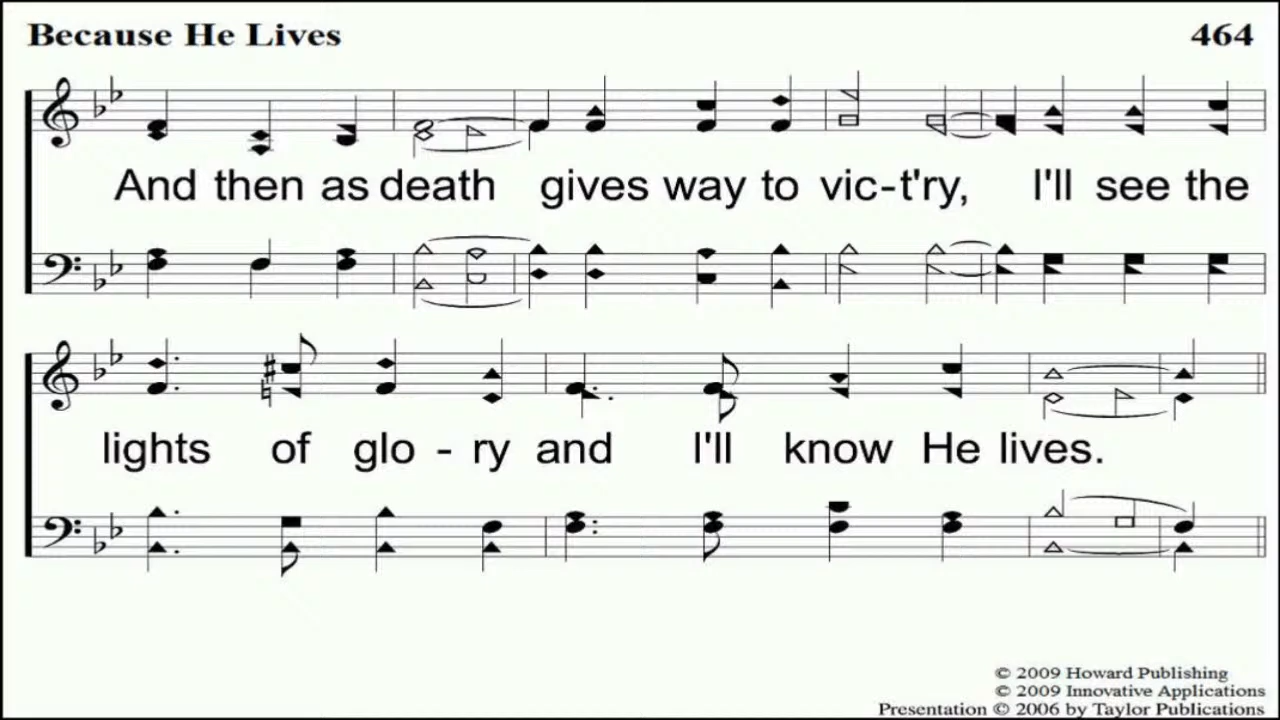 Because He Lives 464
And then as death gives way to vic-t'ry, I'll see the
lights of glo - ry and I'll know He lives.
© 2009 Howard Publishing
© 2009 Innovative Applications
Presentation © 2006 by Taylor Publications